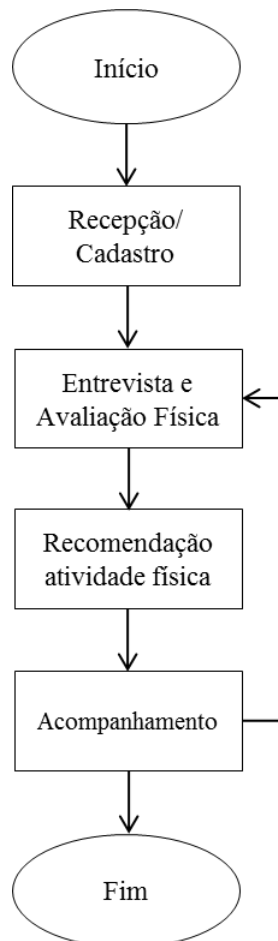 Início
Recepção/
Cadastro
Entrevista e
Avaliação Física
Recomendação
atividade física
Acompanhamento
Fim